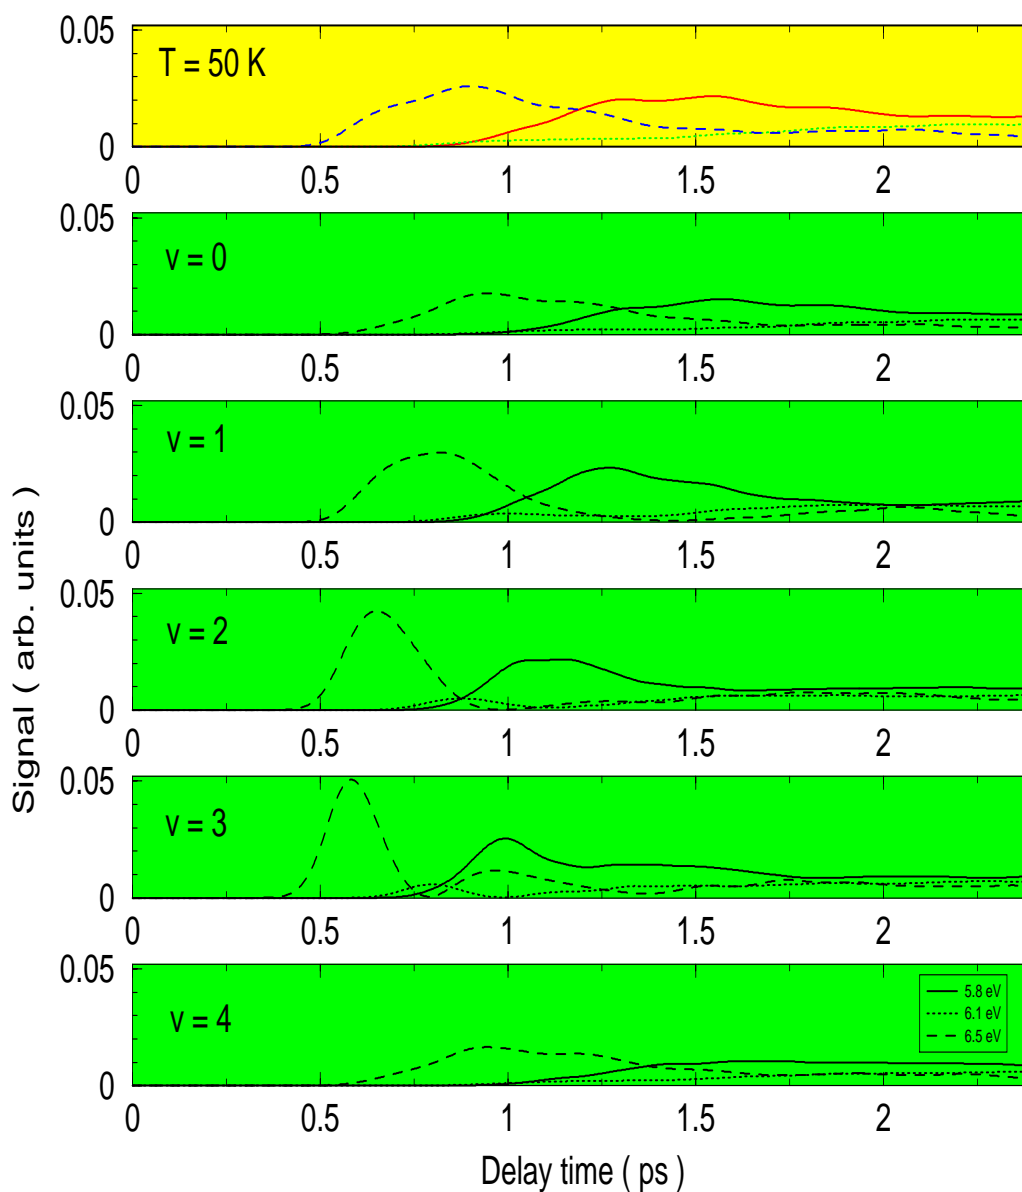 0.05
T = 50 K
0
0 0.5 1 1.5 2
0.05
v = 0
0
0 0.5 1 1.5 2
0.05
v = 1
0
0 0.5 1 1.5 2
Signal ( arb. units )
0.05
v = 2
0
0 0.5 1 1.5 2
0.05
v = 3
0
0 0.5 1 1.5 2
0.05
v = 4
5.8 eV
6.1 eV
6.5 eV
0
0 0.5 1 1.5 2
Delay time ( ps )